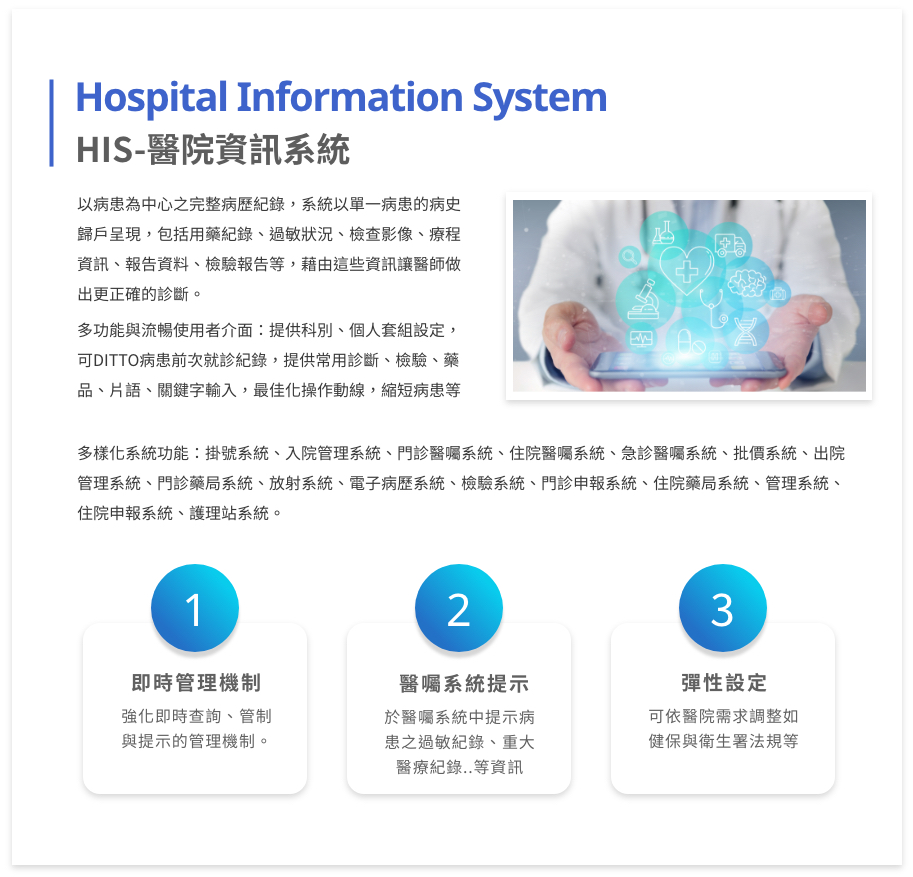 Hospital Information System
HIS-醫院資訊系統
以病患為中心之完整病歷紀錄，系統以單一病患的病史
歸戶呈現，包括用藥紀錄、過敏狀況、檢查影像、療程
資訊、報告資料、檢驗報告等，藉由這些資訊讓醫師做
出更正確的診斷。
多功能與流暢使用者介面：提供科別、個人套組設定，
可DITTO病患前次就診紀錄，提供常用診斷、檢驗、藥
品、片語、關鍵字輸入，最佳化操作動線，縮短病患等
多樣化系統功能：掛號系統、入院管理系統、門診醫囑系統、住院醫囑系統、急診醫囑系統、批價系統、出院
管理系統、門診藥局系統、放射系統、電子病歷系統、檢驗系統、門診申報系統、住院藥局系統、管理系統、
住院申報系統、護理站系統。
1
即時管理機制
強化即時查詢、管制
與提示的管理機制。
2
醫囑系統提示
於醫囑系統中提示病
患之過敏紀錄、重大
醫療紀錄..等資訊
3
彈性設定
可依醫院需求調整如
健保與衛生署法規等